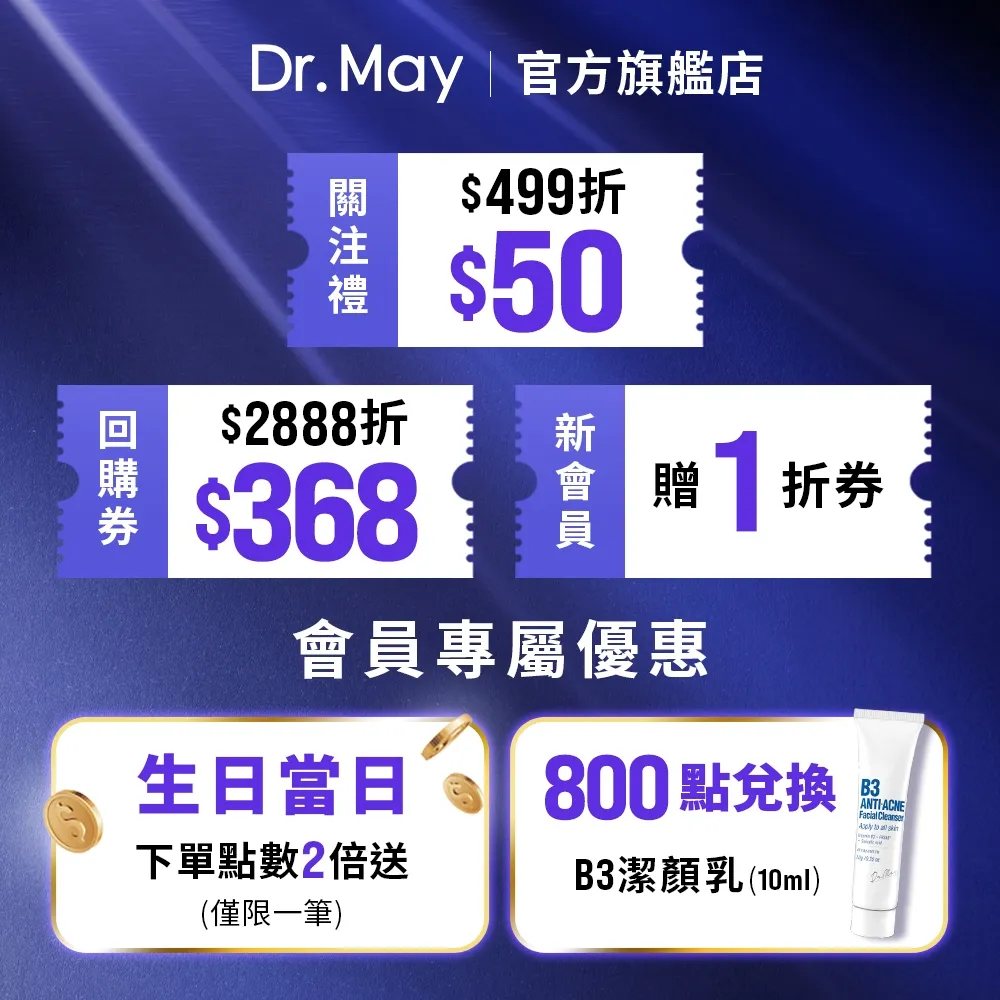 Dr. May | 官方旗艦店
關注禮
$499折
$50
回購券
$2888折
$368
新會員
贈1折券
會員專屬優惠
生日當日
下單點數2倍送
(僅限一筆)
800點兌換
B3潔顏乳(10ml)
B3
ANTI-ACNE
Facial Cleanser
Apply to all skin